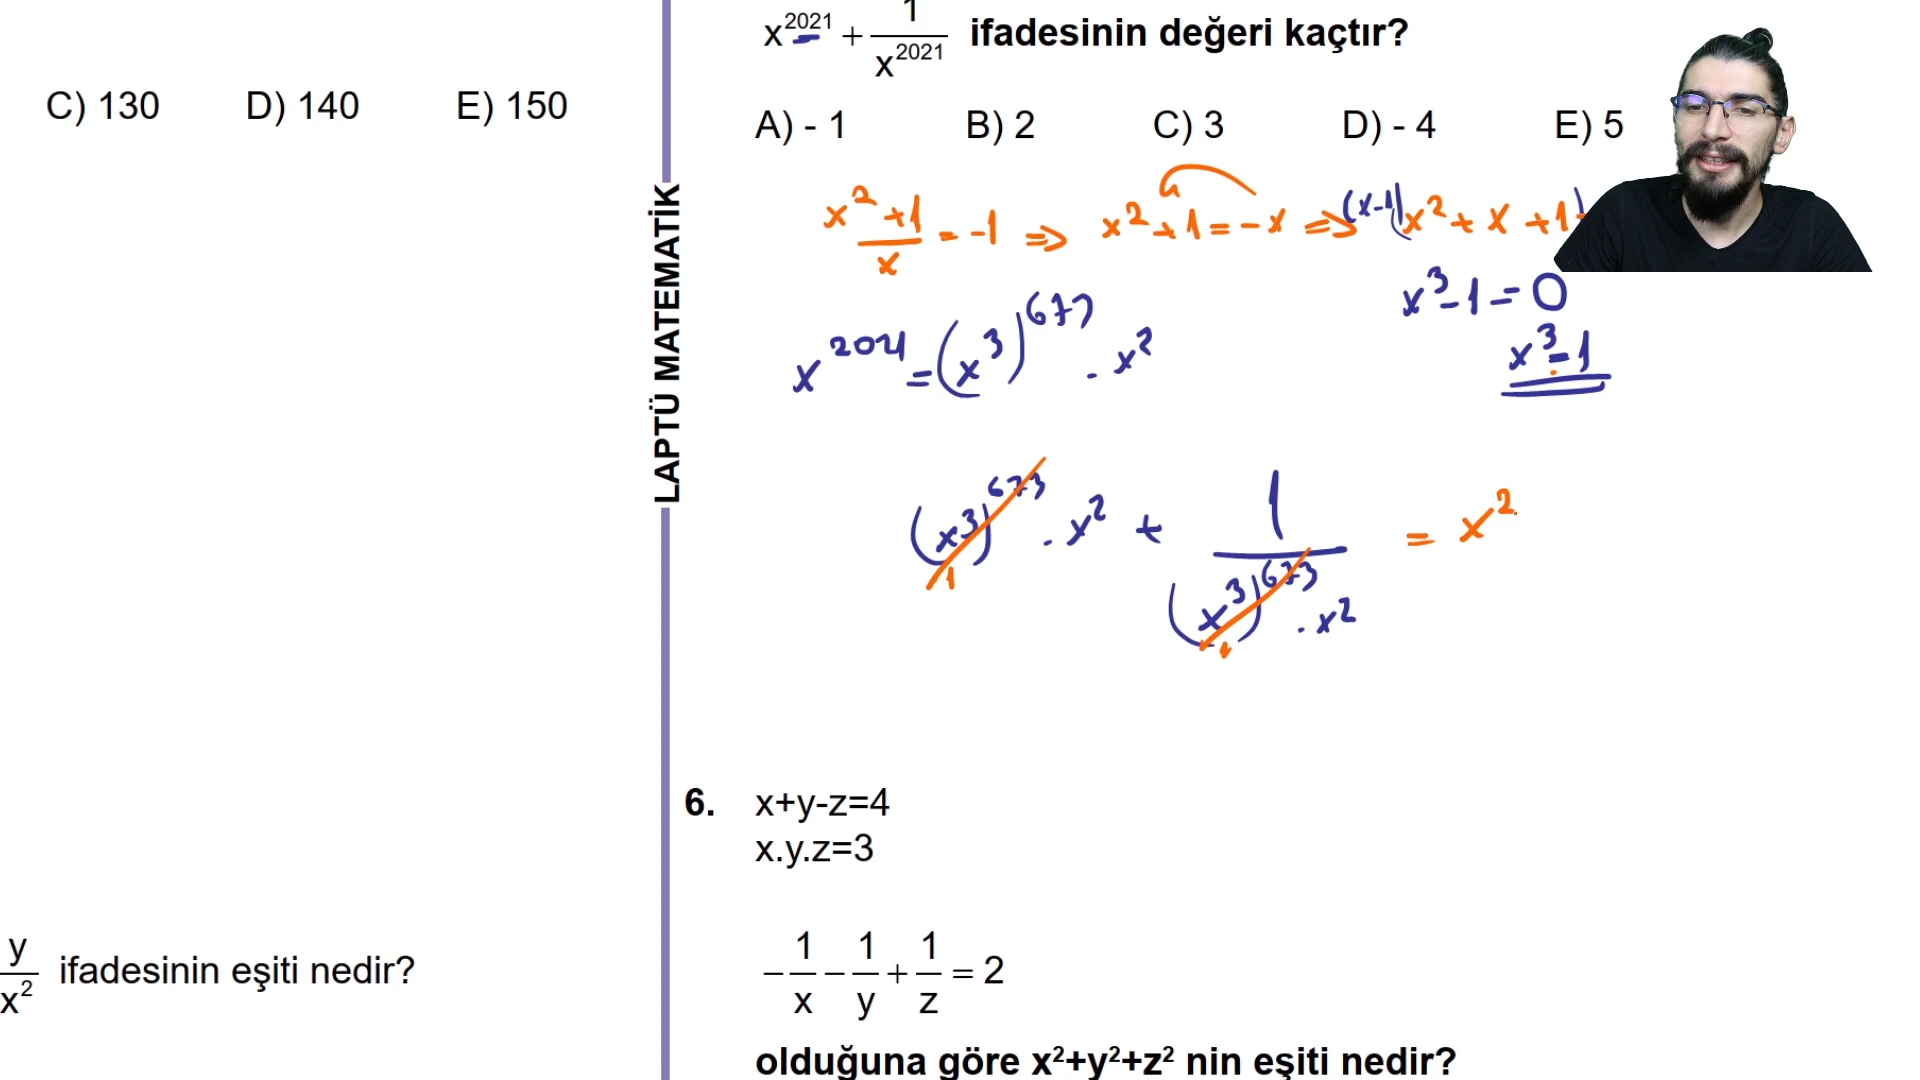 C) 130 D) 140 E) 150
y/x² ifadesinin eşiti nedir?
LAPTÜ MATEMATİK
x²⁰²¹ + 1/x²⁰²¹ ifadesinin değeri kaçtır?
A) - 1 B) 2 C) 3 D) - 4 E) 5
(x²+1)/x = -1 ⇒ x²+1 = -x ⇒ (x-1)(x²+x+1)
x³-1=0
x²⁰²¹ = (x³)⁶⁷³ . x²
x³=1
(x³)⁶⁷³ . x² + 1/((x³)⁶⁷³ . x²) = x²
1
6. x+y-z=4
x.y.z=3
-1/x - 1/y + 1/z = 2
olduğuna göre x²+y²+z² nin eşiti nedir?